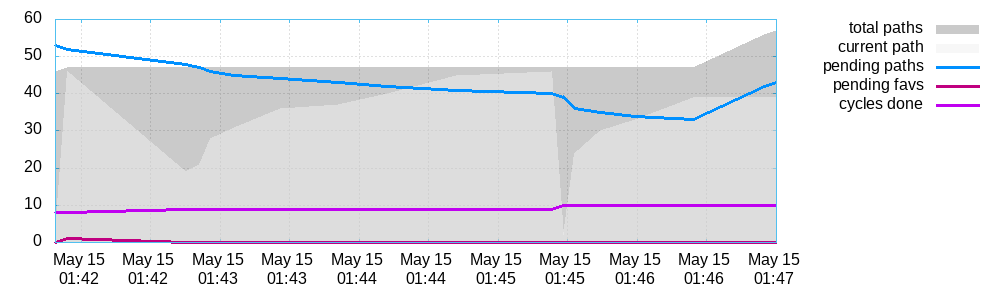 60
50
40
30
20
10
0
May 15 May 15 May 15 May 15 May 15 May 15 May 15 May 15 May 15 May 15 May 15
01:42 01:42 01:43 01:43 01:44 01:44 01:45 01:45 01:46 01:46 01:47
total paths
current path
pending paths
pending favs
cycles done